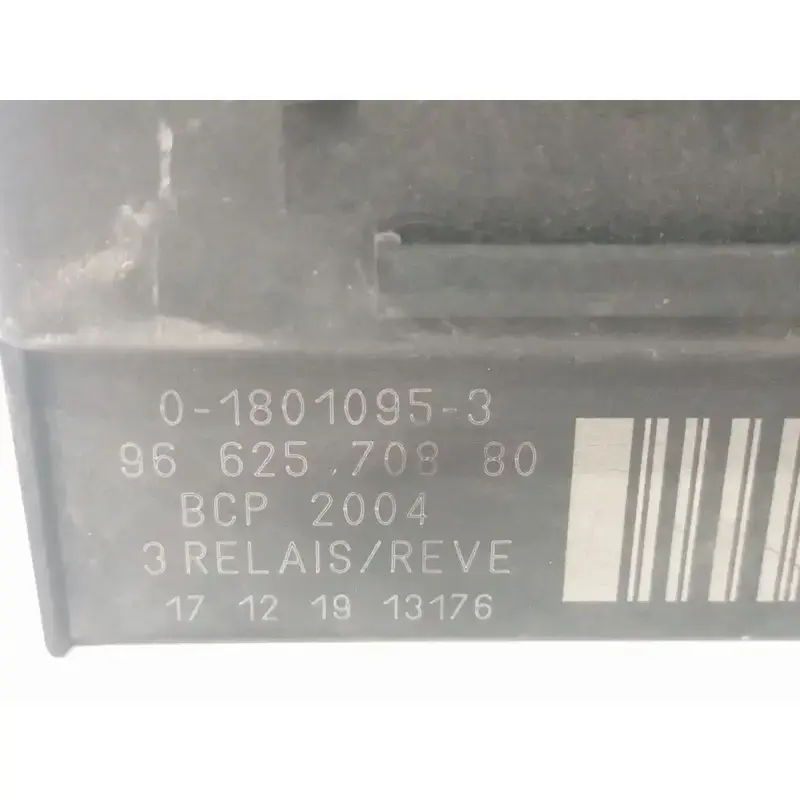 0-1801095-3
96 625 708 80
BCP 2004
3 RELAIS/REVE
17 12 19 13176